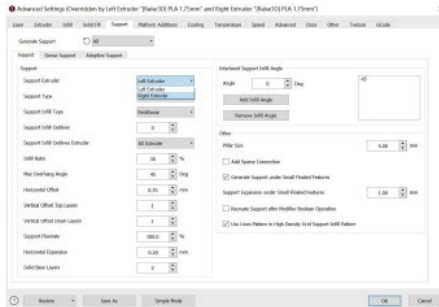 Advanced Settings (Overridden by Left Extruder "[Raise3D] PLA 1.75mm" and Right Extruder "[Raise3D] PLA 1.75mm")
Layer Extruder Infill Solid Fill Support Platform Additions Cooling Temperature Speed Advanced Ooze Other Texture GCode
Generate Support All
Support Dense Support Adaptive Support
Support
Support Extruder Left Extruder
Left Extruder
Right Extruder
Support Type
Support Infill Type Rectilinear
Support Infill Outlines 0
Support Infill Outlines Extruder All Extruder
Infill Ratio %
Max Overhang Angle Deg
Horizontal Offset 0.70 mm
Vertical Offset Top Layers 1
Vertical Offset Lower Layers 1
Support Flowrate 100.0 %
Horizontal Expansion 0.20 mm
Solid Base Layers 2
Interlaced Support Infill Angle
Angle 0 Deg
-45
Add Infill Angle
Remove Infill Angle
Other
Pillar Size mm
Add Sparse Connection
Generate Support under Small Floated Features
Support Expansion under Small Floated Features 1.00 mm
Recreate Support after Modifier Boolean Operation
Use Lines Pattern in High Density Grid Support Infill Pattern
Restore Save As Simple Mode OK Cancel